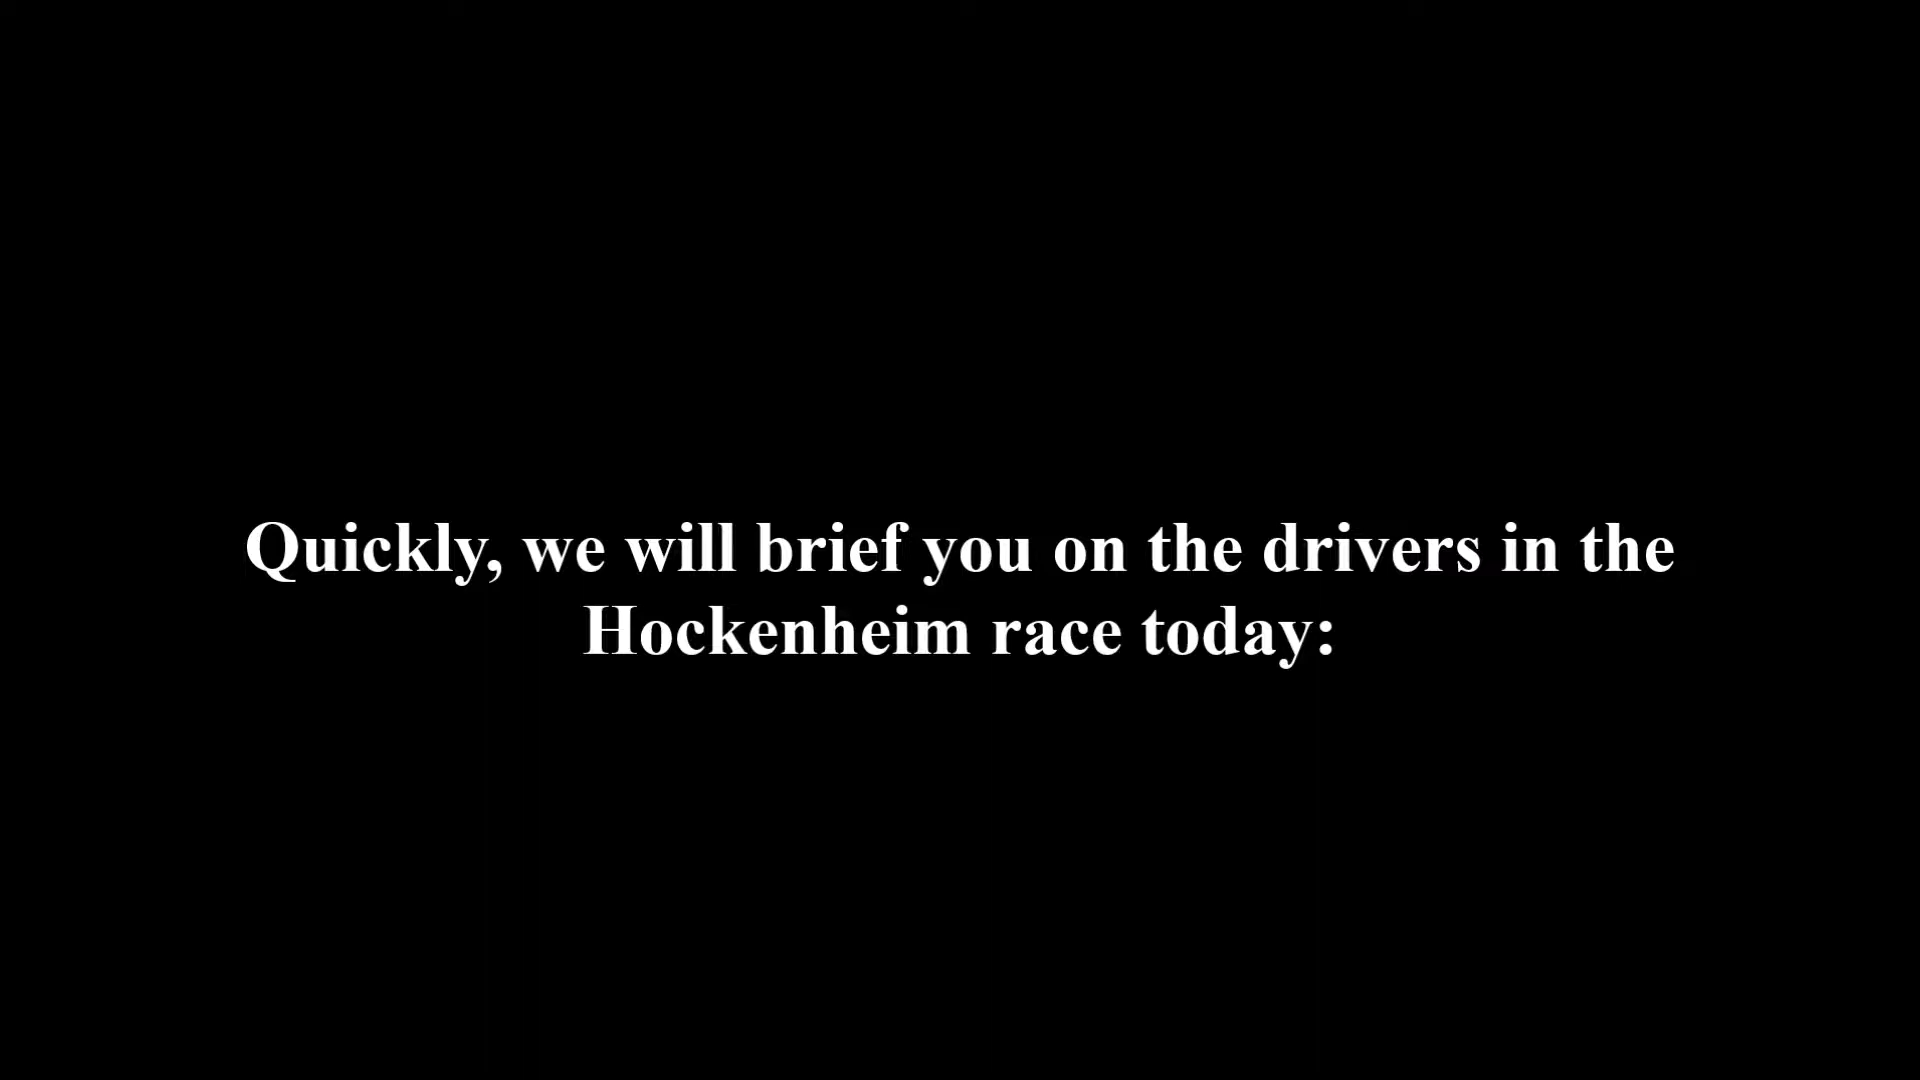 Quickly, we will brief you on the drivers in the
Hockenheim race today: